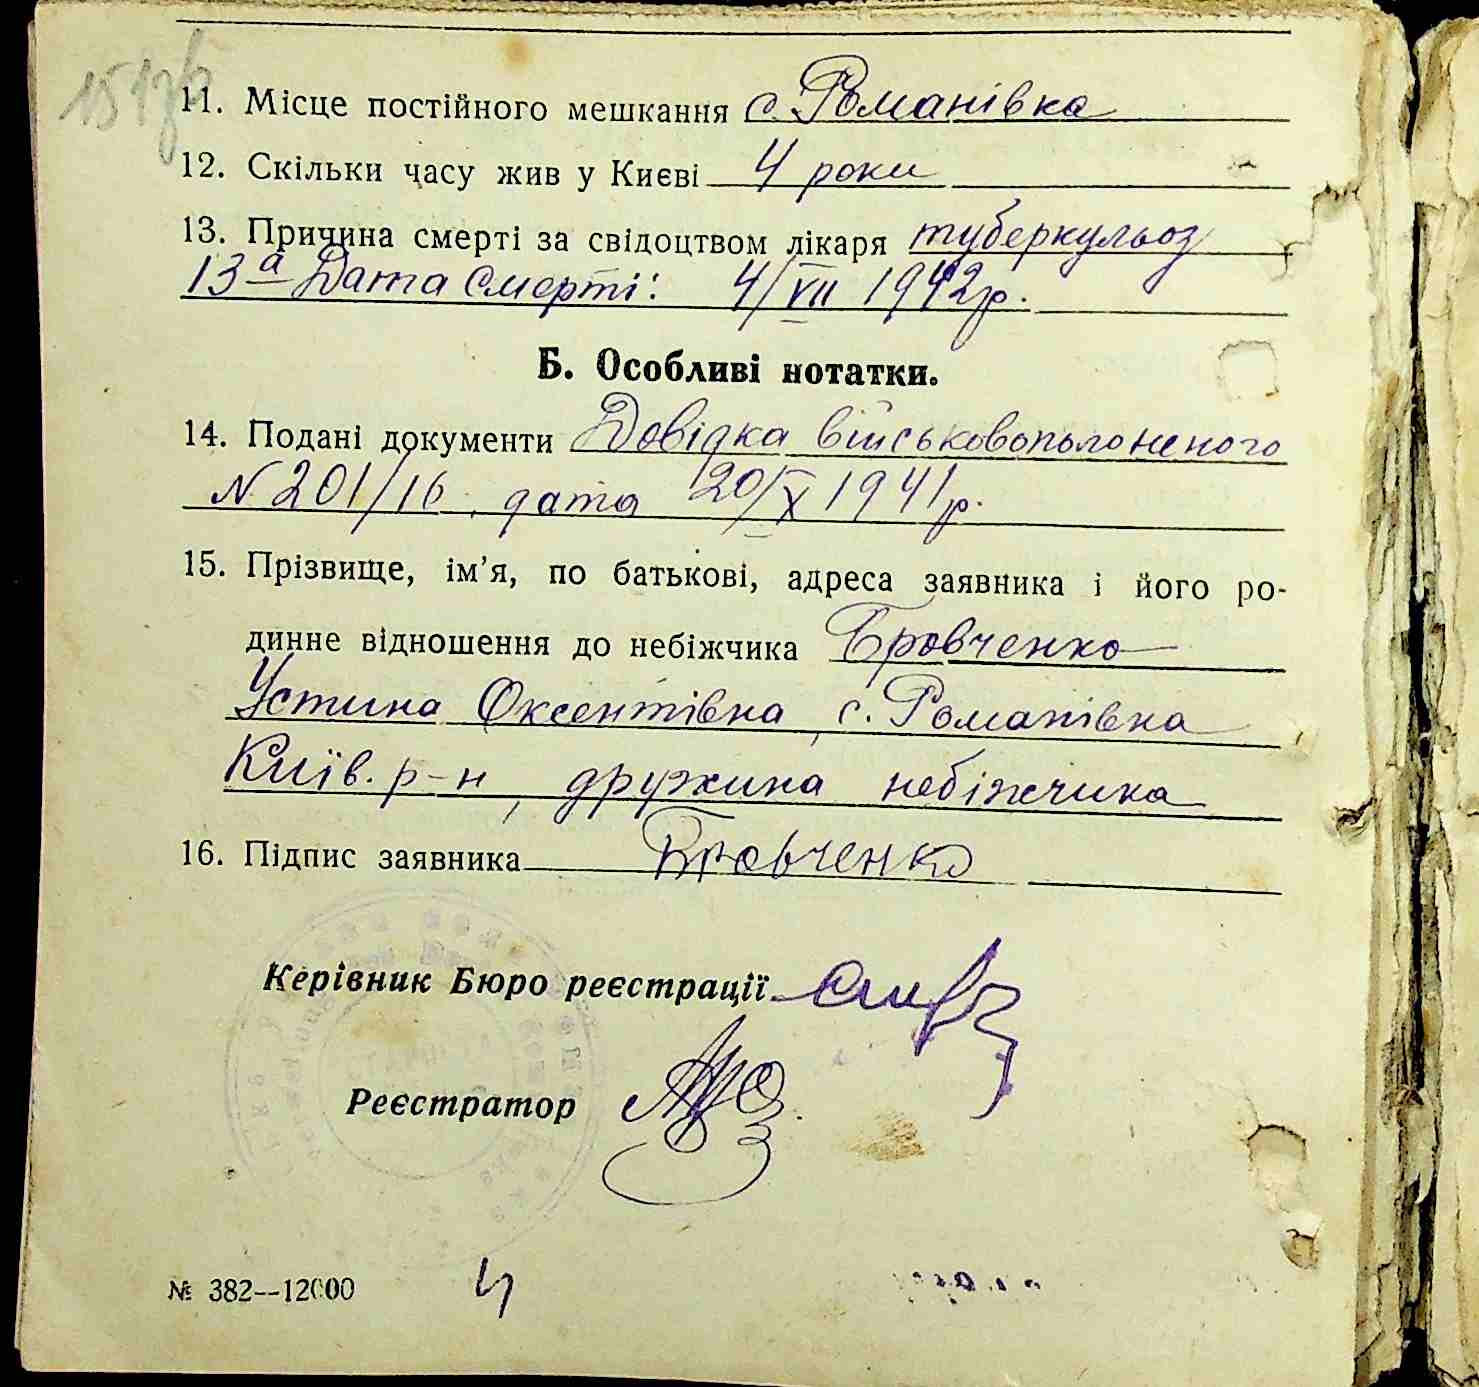 11. Місце постійного мешкання с. Романівка
12. Скільки часу жив у Києві 4 роки
13. Причина смерті за свідоцтвом лікаря туберкульоз
13а Дата смерті: 4/VII 1942 р.
Б. Особливі нотатки.
14. Подані документи Довідка військовополоненого
N 201/16, дата 20/X 1941 р.
15. Прізвище, ім'я, по батькові, адреса заявника і його ро-
динне відношення до небіжчика Бровченко
Устина Оксентівна, с. Романівка
Київ. р-н, дружина небіжчика
16. Підпис заявника Бровченко
Керівник Бюро реєстрації
Реєстратор
№ 382--12000